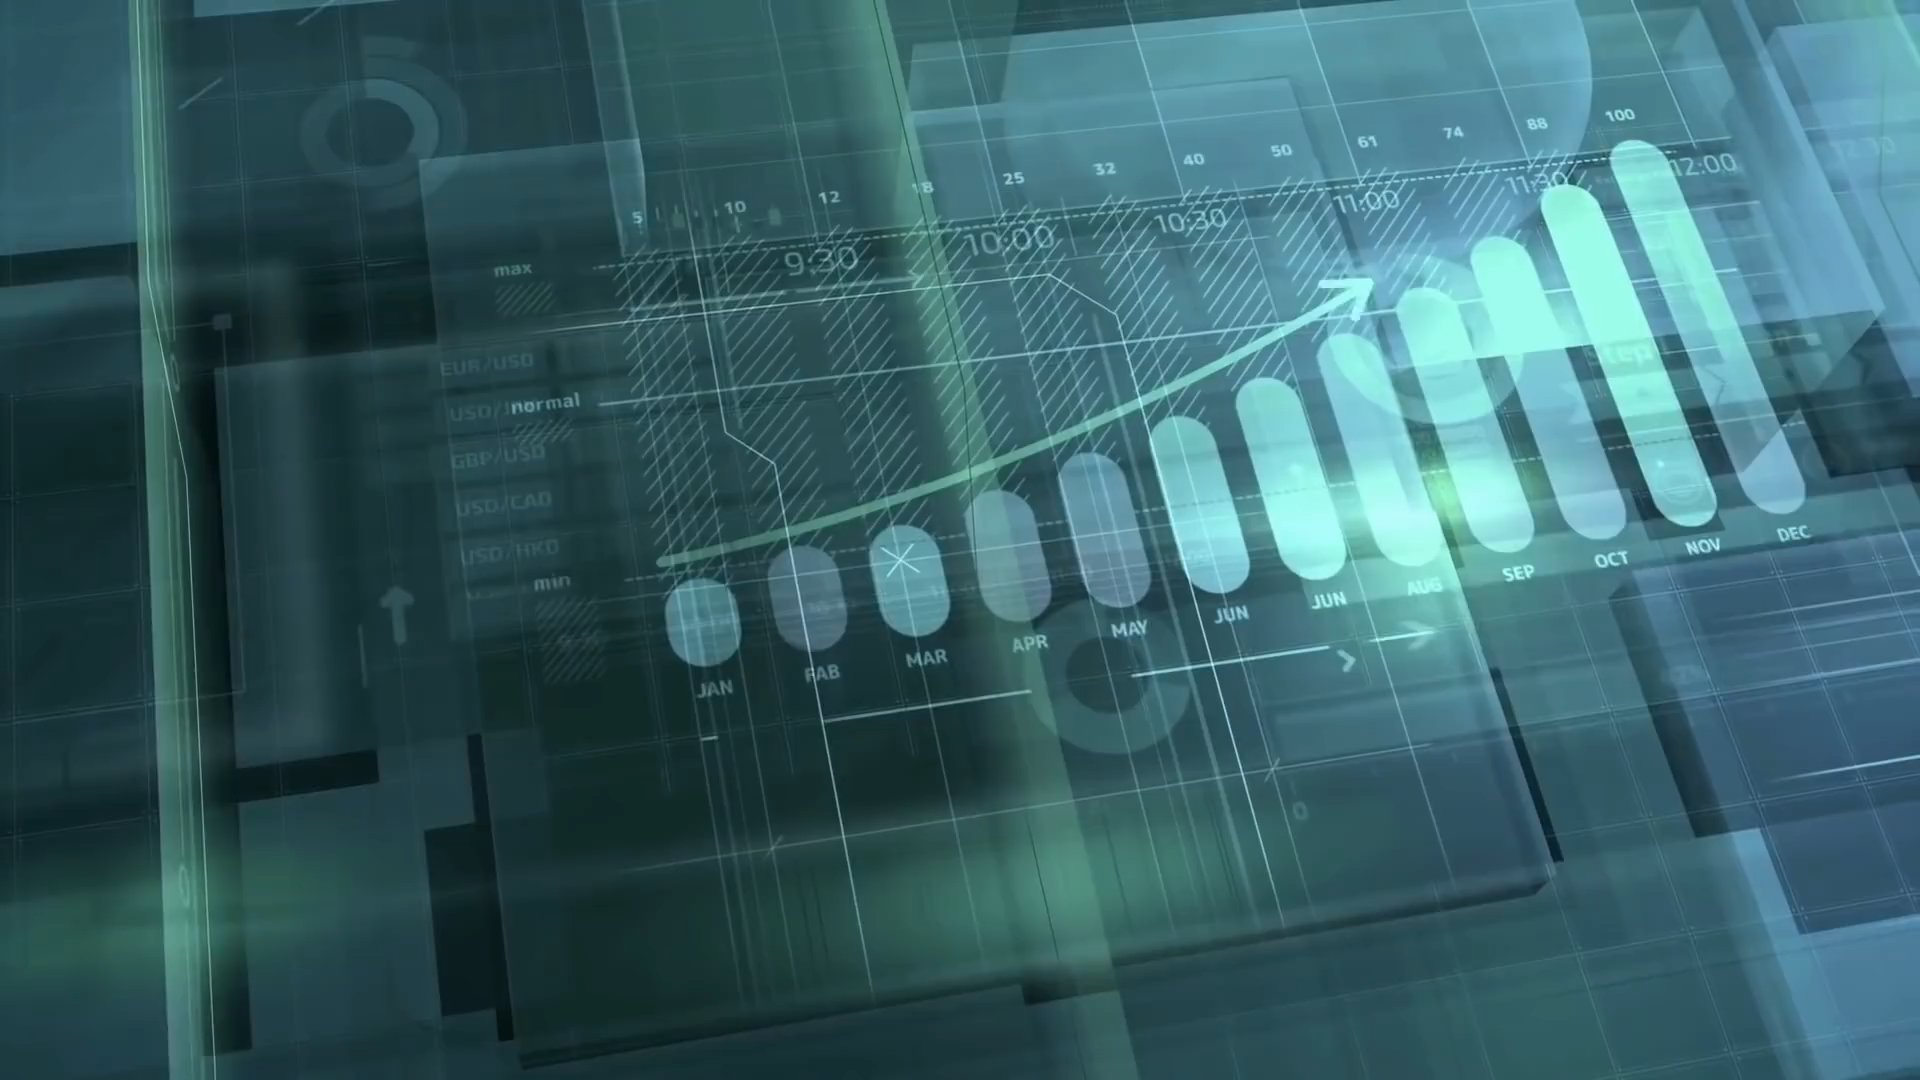 5 10 12 18 25 32 40 50 61 74 88 100
9:30 10:00 10:30 11:00 11:30 12:00
max
EUR/USD
normal
GBP/USD
USD/CAD
USD/HKD
min
JAN FAB MAR APR MAY JUN JUN AUG SEP OCT NOV DEC
0